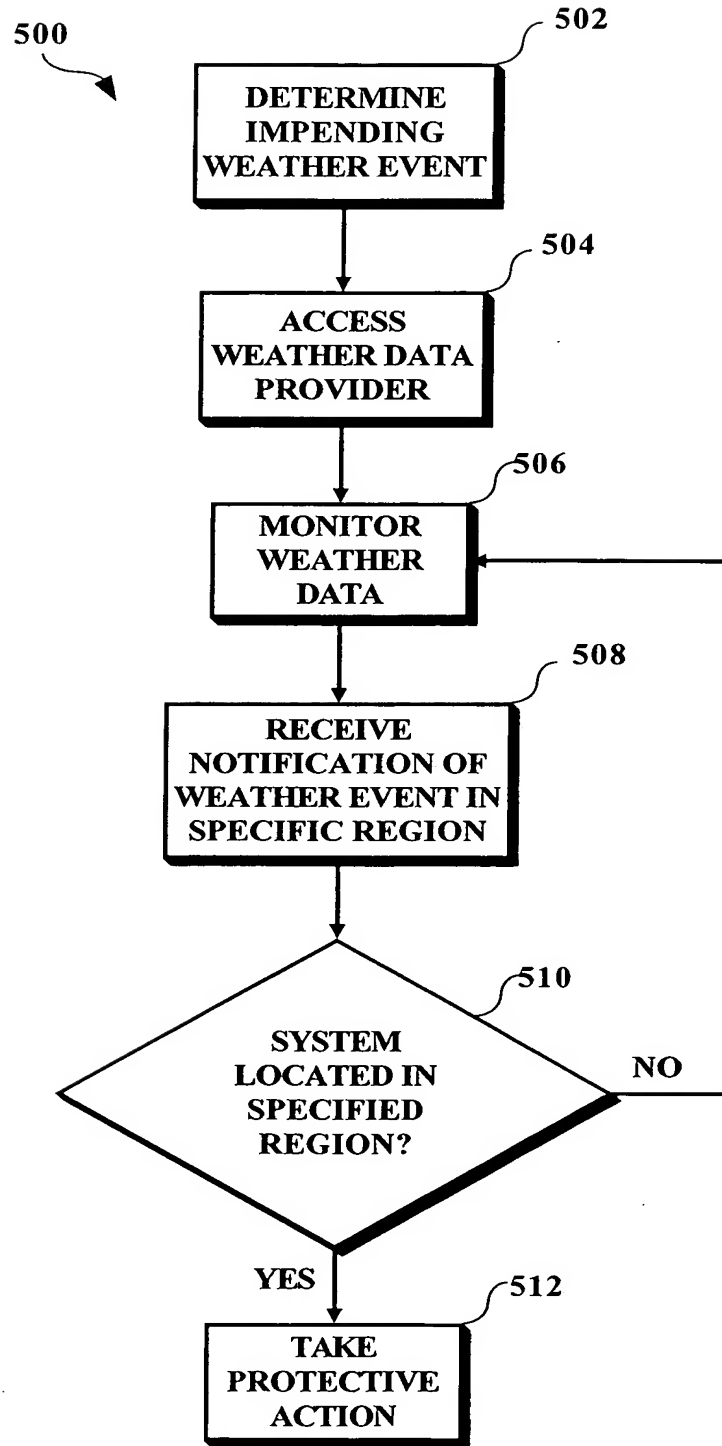 500
502
DETERMINE
IMPENDING
WEATHER EVENT
504
ACCESS
WEATHER DATA
PROVIDER
506
MONITOR
WEATHER
DATA
508
RECEIVE
NOTIFICATION OF
WEATHER EVENT IN
SPECIFIC REGION
510
SYSTEM
LOCATED IN
SPECIFIED
REGION?
NO
YES
512
TAKE
PROTECTIVE
ACTION